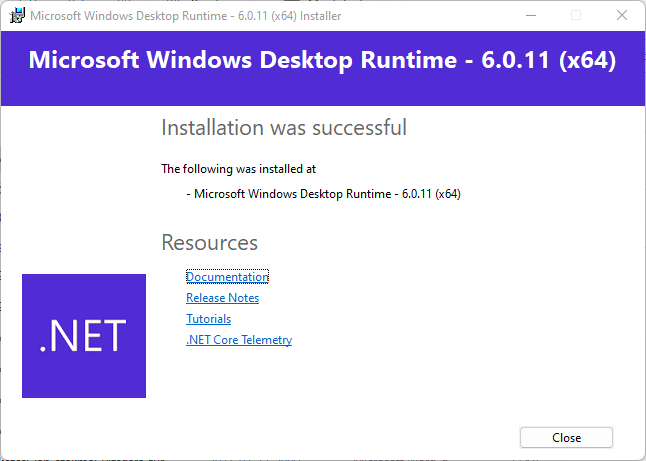 Microsoft Windows Desktop Runtime - 6.0.11 (x64) Installer
Microsoft Windows Desktop Runtime - 6.0.11 (x64)
Installation was successful
The following was installed at
- Microsoft Windows Desktop Runtime - 6.0.11 (x64)
Resources
Documentation
Release Notes
Tutorials
.NET Core Telemetry
.NET
Close